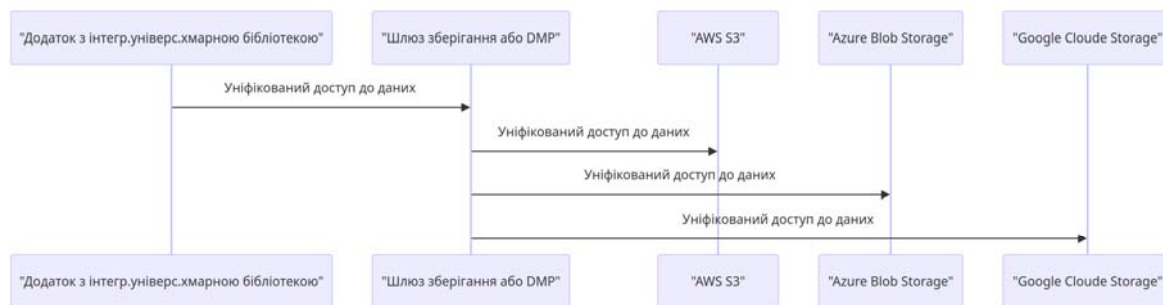 "Додаток з інтегр.універс.хмарною бібліотекою"
"Шлюз зберігання або DMP"
"AWS S3"
"Azure Blob Storage"
"Google Cloude Storage"
Уніфікований доступ до даних
Уніфікований доступ до даних
Уніфікований доступ до даних
Уніфікований доступ до даних
"Додаток з інтегр.універс.хмарною бібліотекою"
"Шлюз зберігання або DMP"
"AWS S3"
"Azure Blob Storage"
"Google Cloude Storage"